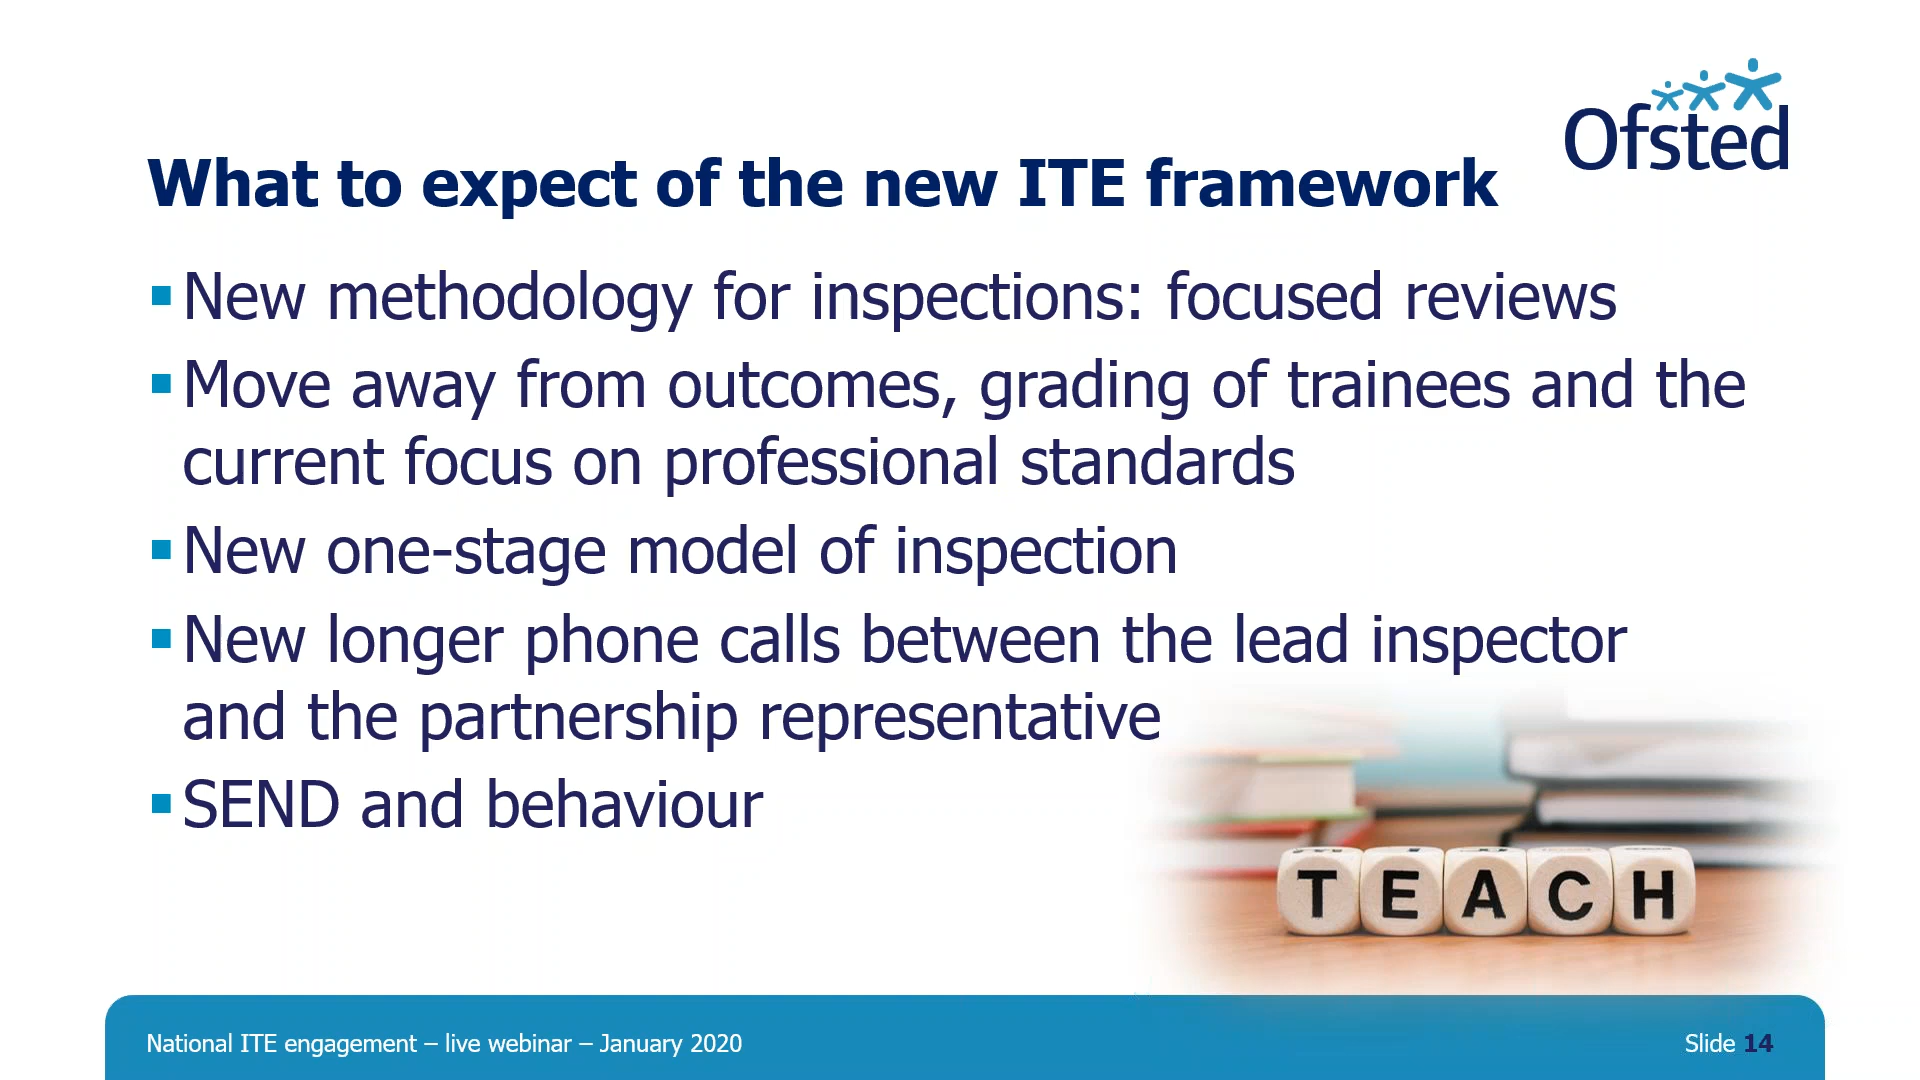 Ofsted
What to expect of the new ITE framework
▪New methodology for inspections: focused reviews
▪Move away from outcomes, grading of trainees and the
current focus on professional standards
▪New one-stage model of inspection
▪New longer phone calls between the lead inspector
and the partnership representative
▪SEND and behaviour
TEACH
National ITE engagement – live webinar – January 2020
Slide 14